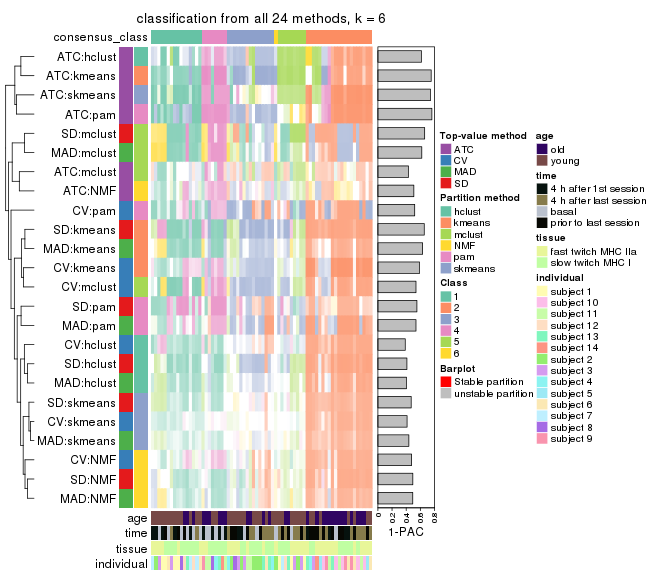 classification from all 24 methods, k = 6
consensus_class
ATC:hclust
ATC:kmeans
ATC:skmeans
ATC:pam
SD:mclust
MAD:mclust
ATC:mclust
ATC:NMF
CV:pam
SD:kmeans
MAD:kmeans
CV:kmeans
CV:mclust
SD:pam
MAD:pam
CV:hclust
SD:hclust
MAD:hclust
SD:skmeans
CV:skmeans
MAD:skmeans
CV:NMF
SD:NMF
MAD:NMF
age
time
tissue
individual
0 0.2 0.4 0.6 0.8
1-PAC
Top-value method
ATC
CV
MAD
SD
Partition method
hclust
kmeans
mclust
NMF
pam
skmeans
Class
1
2
3
4
5
6
Barplot
Stable partition
unstable partition
age
old
young
time
4 h after 1st session
4 h after last session
basal
prior to last session
tissue
fast twitch MHC IIa
slow twitch MHC I
individual
subject 1
subject 10
subject 11
subject 12
subject 13
subject 14
subject 2
subject 3
subject 4
subject 5
subject 6
subject 7
subject 8
subject 9